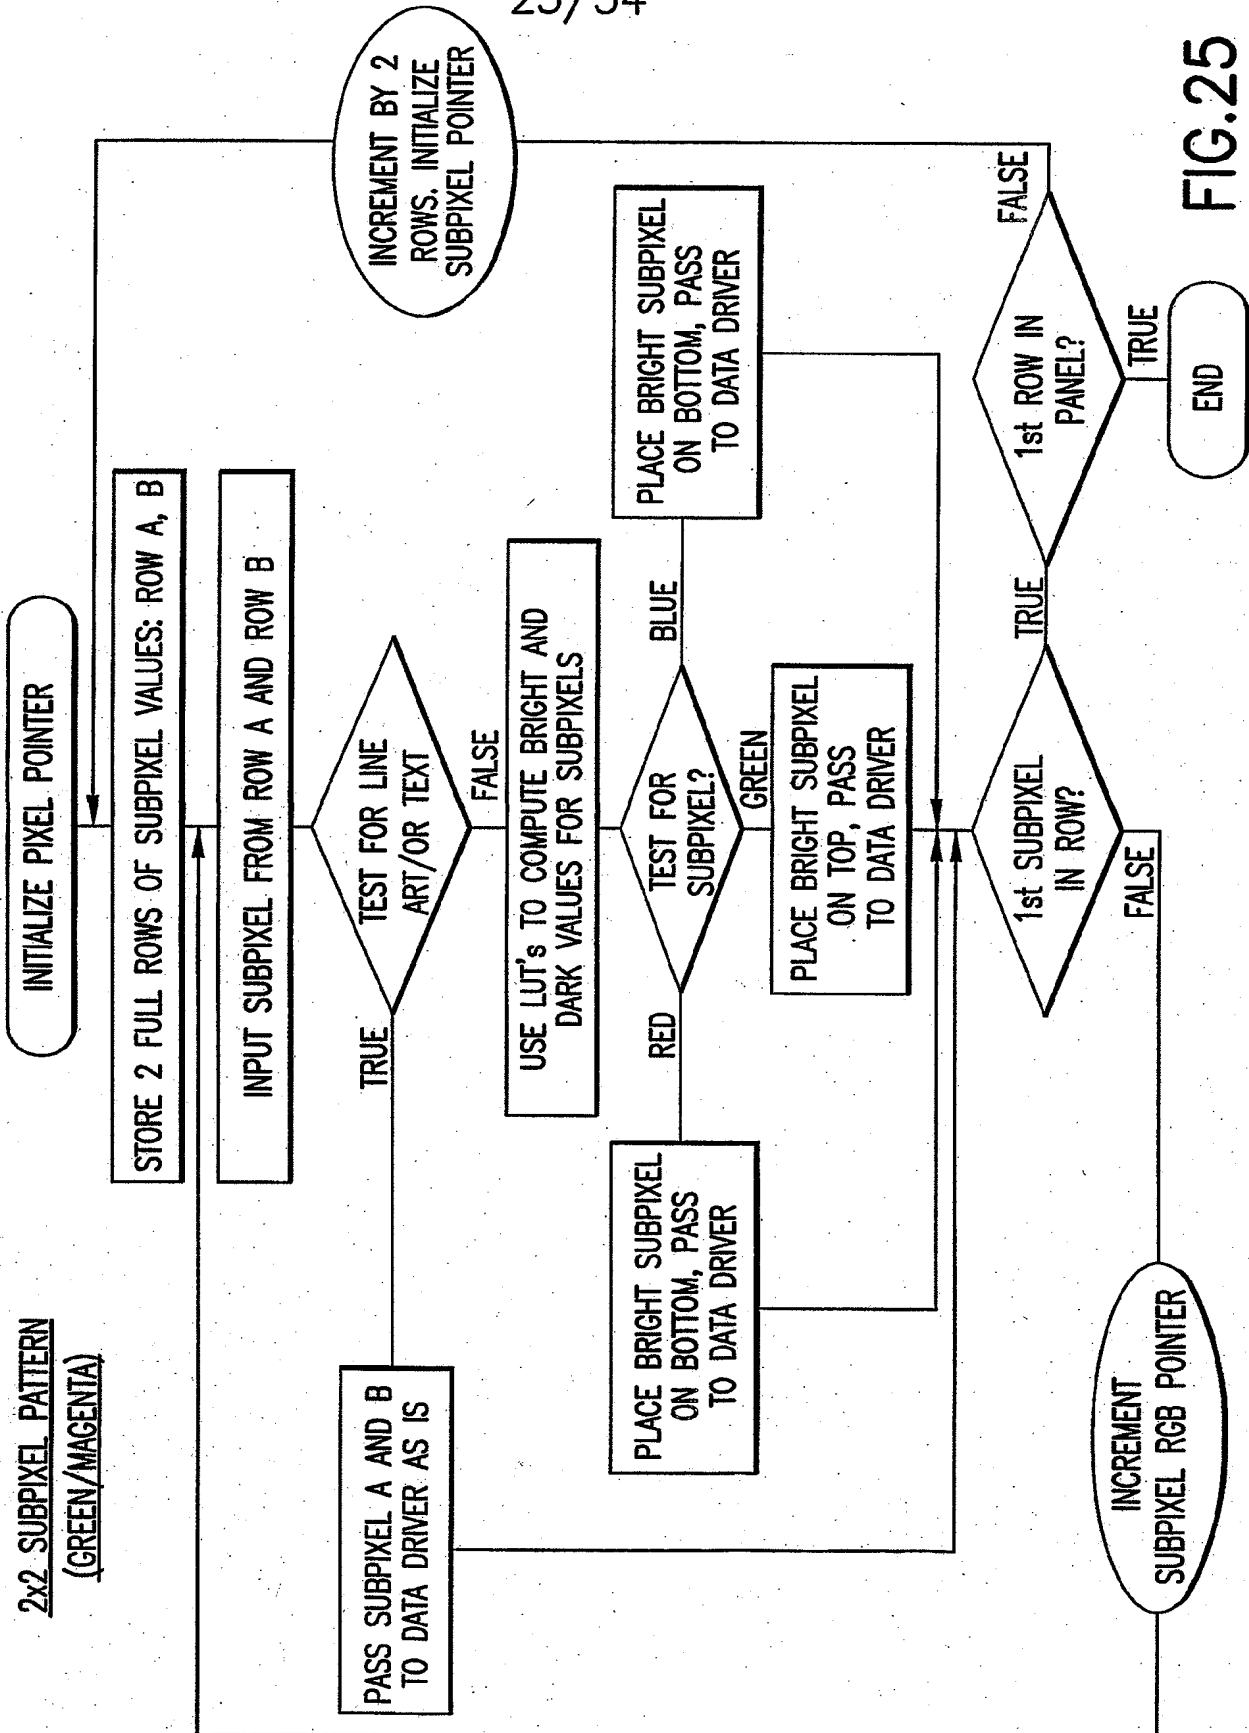 2x2 SUBPIXEL PATTERN
(GREEN/MAGENTA)
INITIALIZE PIXEL POINTER
STORE 2 FULL ROWS OF SUBPIXEL VALUES: ROW A, B
INPUT SUBPIXEL FROM ROW A AND ROW B
TEST FOR LINE
ART/OR TEXT
TRUE
FALSE
PASS SUBPIXEL A AND B
TO DATA DRIVER AS IS
USE LUT's TO COMPUTE BRIGHT AND
DARK VALUES FOR SUBPIXELS
TEST FOR
SUBPIXEL?
RED
GREEN
BLUE
PLACE BRIGHT SUBPIXEL
ON BOTTOM, PASS
TO DATA DRIVER
PLACE BRIGHT SUBPIXEL
ON TOP, PASS
TO DATA DRIVER
PLACE BRIGHT SUBPIXEL
ON BOTTOM, PASS
TO DATA DRIVER
1st SUBPIXEL
IN ROW?
FALSE
TRUE
INCREMENT
SUBPIXEL RGB POINTER
1st ROW IN
PANEL?
FALSE
TRUE
INCREMENT BY 2
ROWS. INITIALIZE
SUBPIXEL POINTER
END
FIG.25